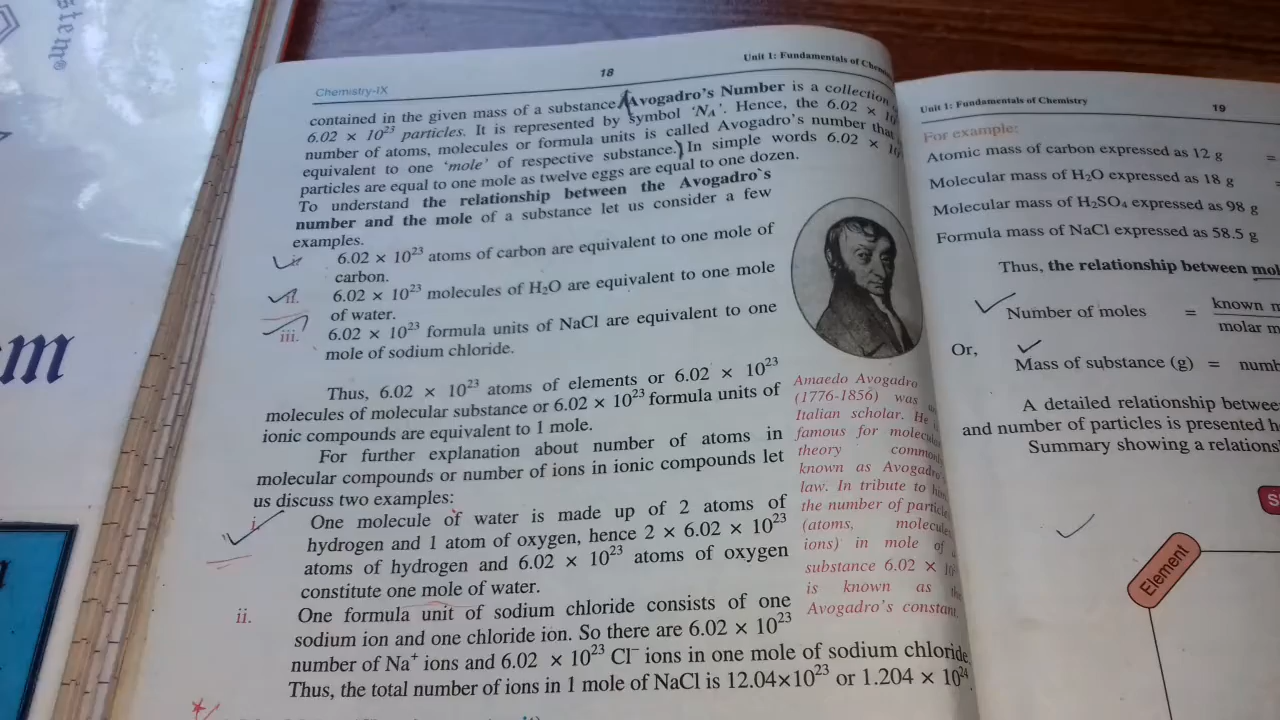 stem®
m
18
Unit 1: Fundamentals of
Chemistry-IX
contained in the given mass of a substance Avogadro's Number is a collection
6.02 × 10²³ particles. It is represented by symbol 'N_A'. Hence, the 6.02 ×
number of atoms, molecules or formula units is called Avogadro's number that
equivalent to one 'mole' of respective substance.) In simple words 6.02 ×
particles are equal to one mole as twelve eggs are equal to one dozen.
To understand the relationship between the Avogadro`s
number and the mole of a substance let us consider a few
examples.
i. 6.02 × 10²³ atoms of carbon are equivalent to one mole of
carbon.
ii. 6.02 × 10²³ molecules of H₂O are equivalent to one mole
of water.
iii. 6.02 × 10²³ formula units of NaCl are equivalent to one
mole of sodium chloride.
Thus, 6.02 × 10²³ atoms of elements or 6.02 × 10²³
molecules of molecular substance or 6.02 × 10²³ formula units of
ionic compounds are equivalent to 1 mole.
For further explanation about number of atoms in
molecular compounds or number of ions in ionic compounds let
us discuss two examples:
i. One molecule of water is made up of 2 atoms of
hydrogen and 1 atom of oxygen, hence 2 × 6.02 × 10²³
atoms of hydrogen and 6.02 × 10²³ atoms of oxygen
constitute one mole of water.
ii. One formula unit of sodium chloride consists of one
sodium ion and one chloride ion. So there are 6.02 × 10²³
number of Na⁺ ions and 6.02 × 10²³ Cl⁻ ions in one mole of sodium chloride
Thus, the total number of ions in 1 mole of NaCl is 12.04×10²³ or 1.204 × 10²⁴
Amaedo Avogadro
(1776-1856) was
Italian scholar. He
famous for
theory
known as
law. In tribute to
the number of
(atoms,
ions) in mole of
substance 6.02 ×
is known as
Avogadro's constant.
Unit 1: Fundamentals of Chemistry
19
For example:
Atomic mass of carbon expressed as 12 g =
Molecular mass of H₂O expressed as 18 g =
Molecular mass of H₂SO₄ expressed as 98 g
Formula mass of NaCl expressed as 58.5 g
Thus, the relationship between
Number of moles = known
molar
Or,
Mass of substance (g) =
A detailed relationship
and number of particles is presented
Summary showing a
Element